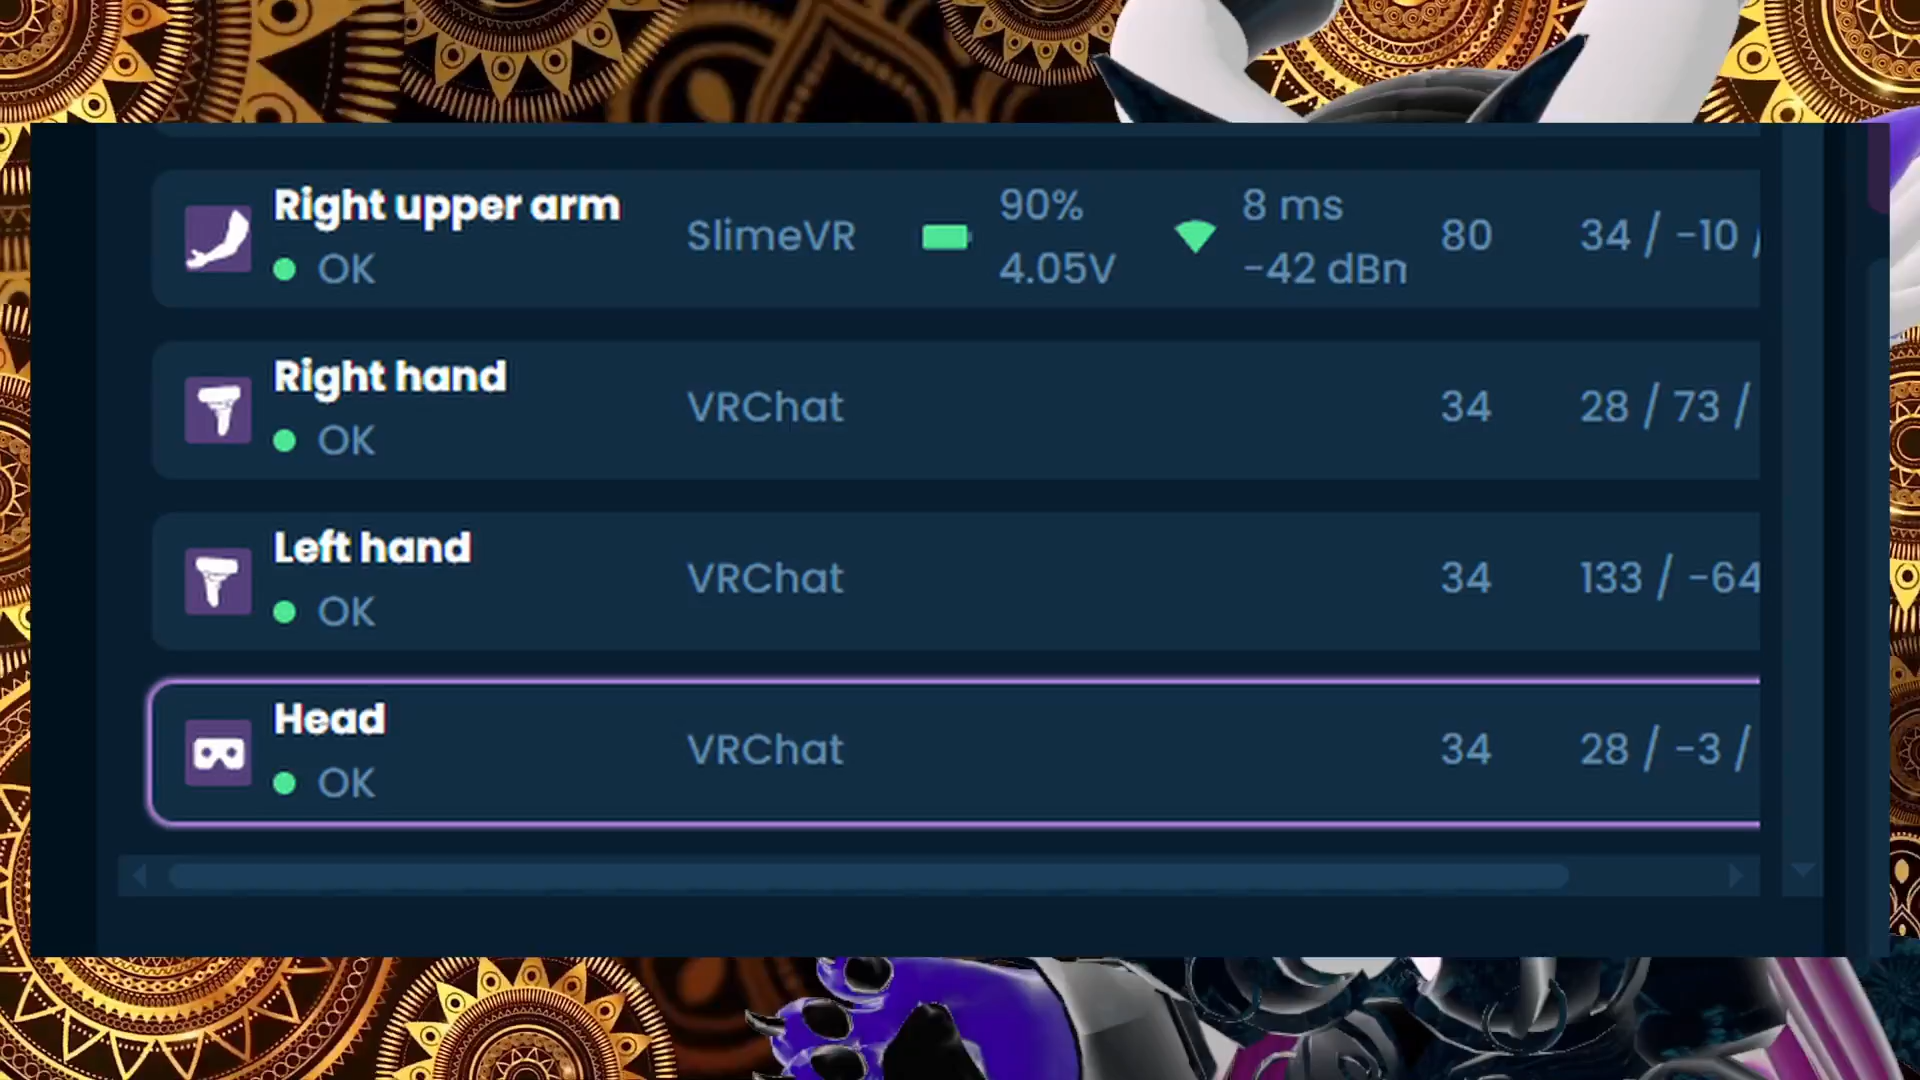 Right upper arm
OK
SlimeVR
90%
4.05V
8 ms
-42 dBm
80
34 / -10 /
Right hand
OK
VRChat
34
28 / 73 /
Left hand
OK
VRChat
34
133 / -64
Head
OK
VRChat
34
28 / -3 /